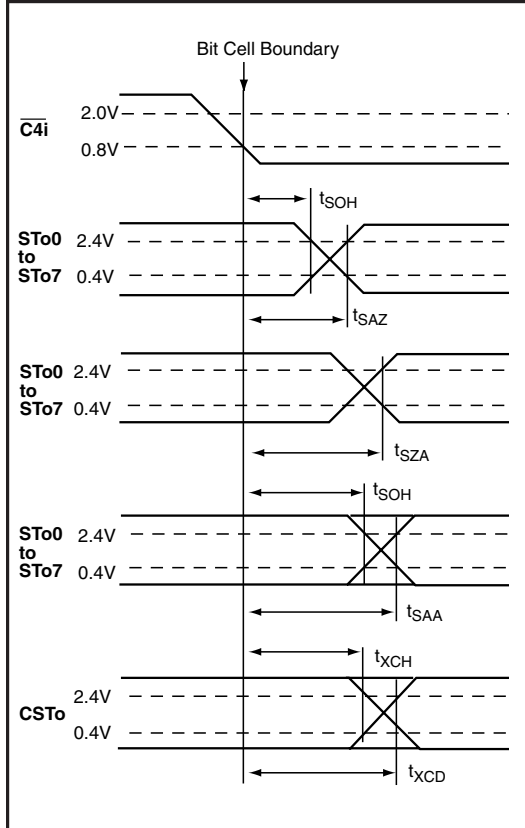 Bit Cell Boundary
C4i
2.0V
0.8V
tSOH
STo0
to
STo7
2.4V
0.4V
tSAZ
STo0
to
STo7
2.4V
0.4V
tSZA
tSOH
STo0
to
STo7
2.4V
0.4V
tSAA
tXCH
CSTo
2.4V
0.4V
tXCD